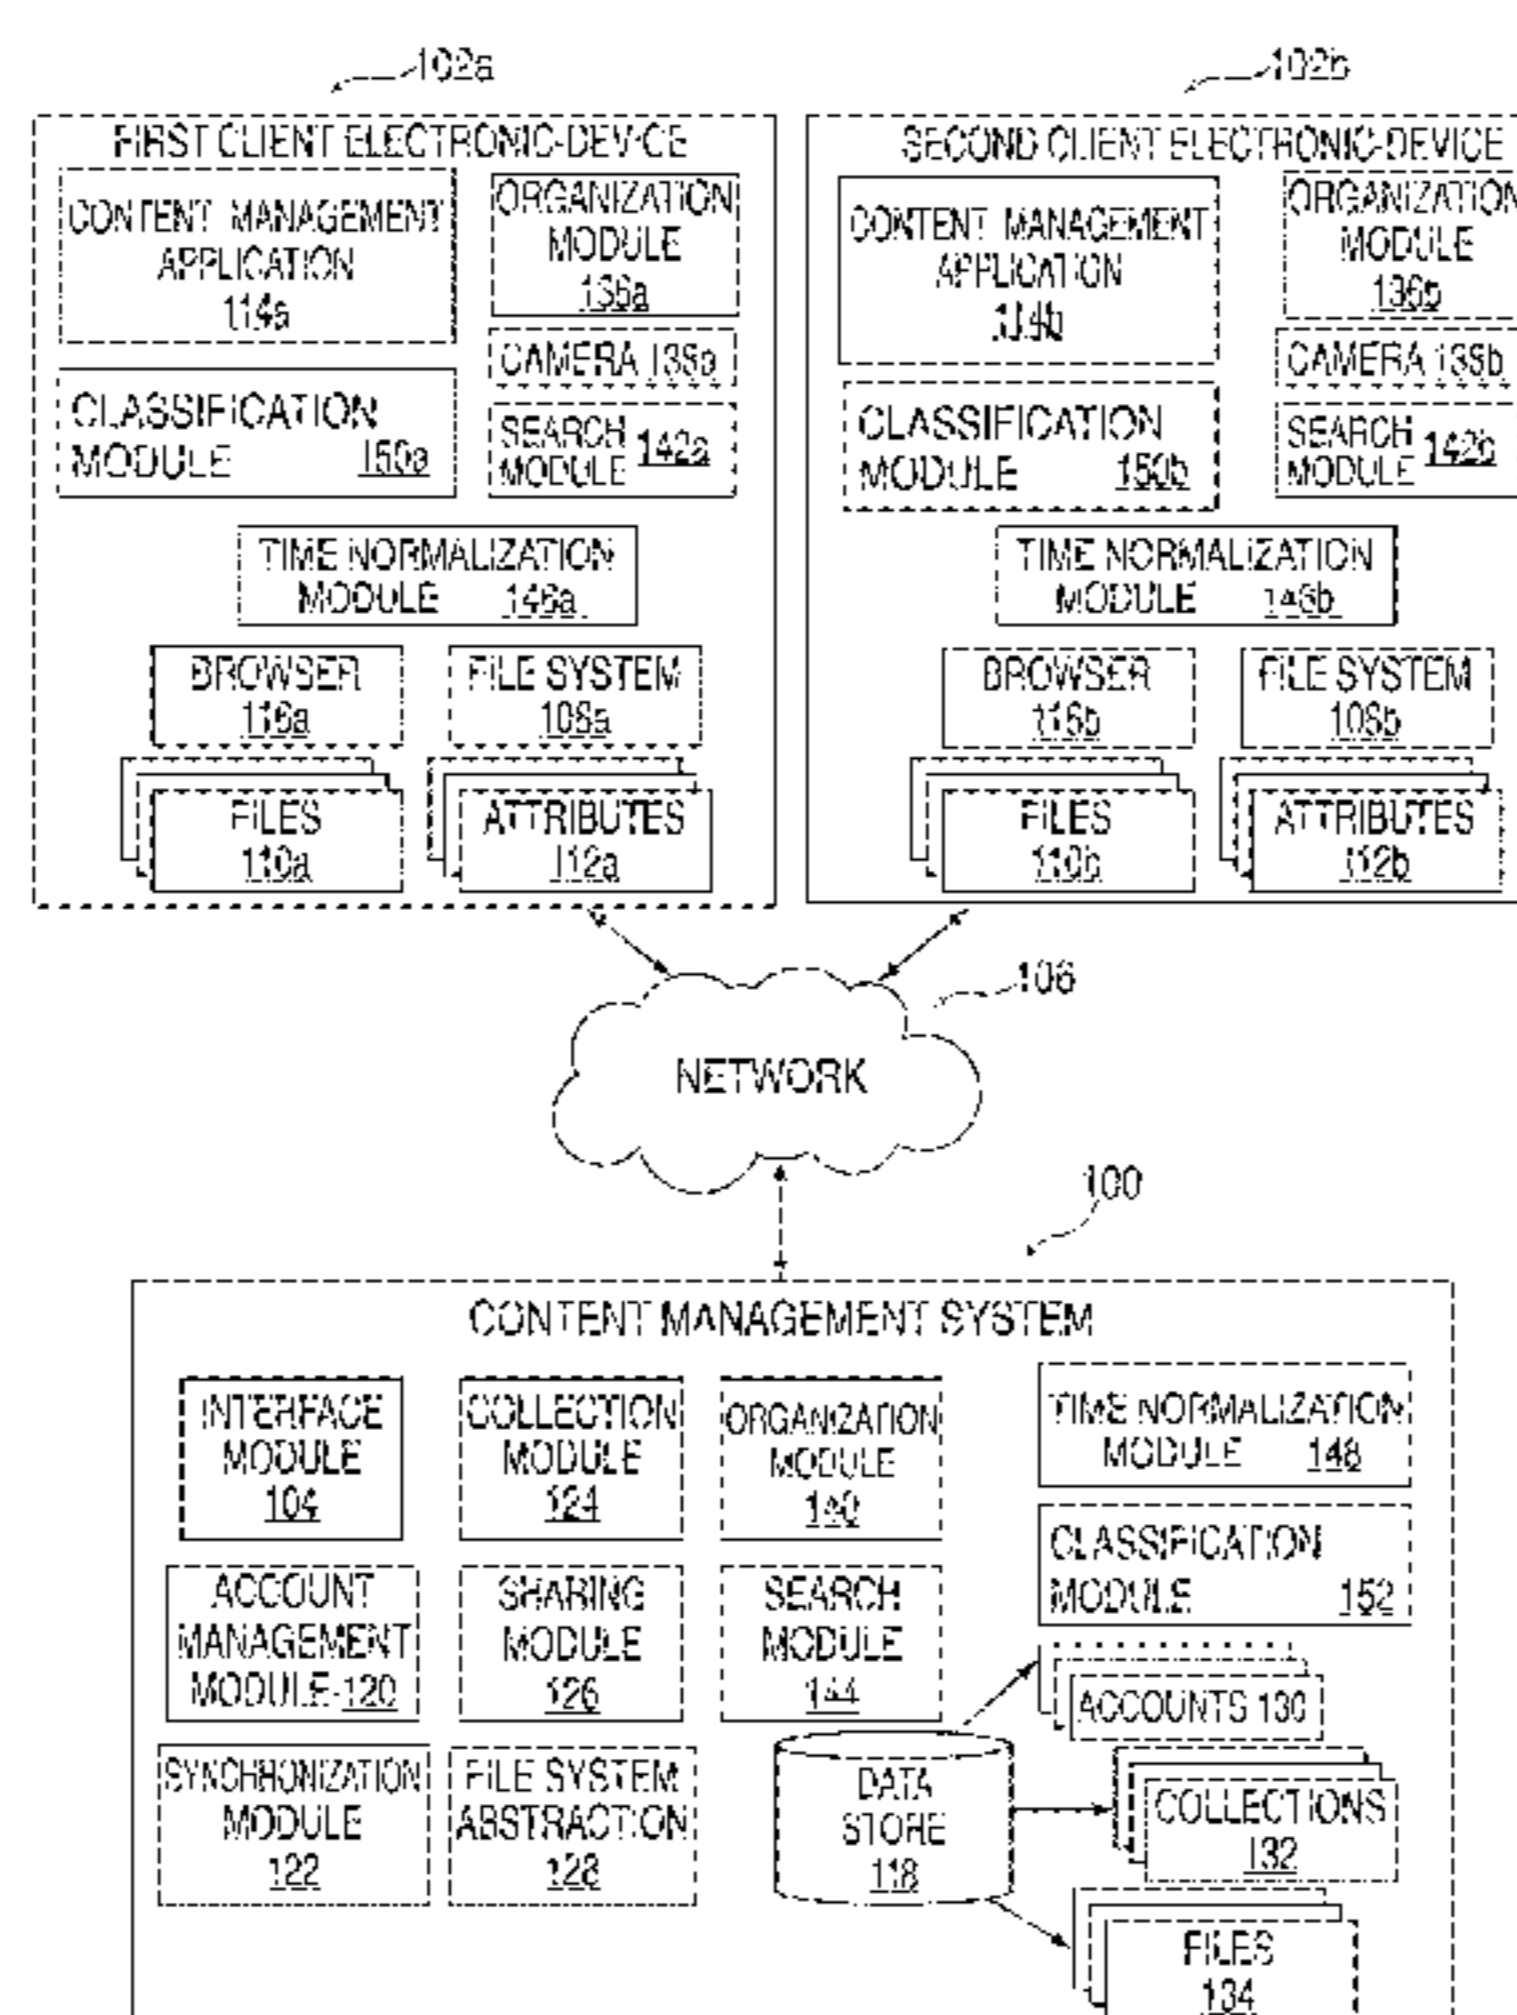 102a
FIRST CLIENT ELECTRONIC DEVICE
CONTENT MANAGEMENT
APPLICATION
114a
ORGANIZATION
MODULE
136a
CAMERA 138a
CLASSIFICATION
MODULE 150a
SEARCH
MODULE 142a
TIME NORMALIZATION
MODULE 146a
BROWSER
116a
FILE SYSTEM
108a
FILES
110a
ATTRIBUTES
112a
102b
SECOND CLIENT ELECTRONIC DEVICE
CONTENT MANAGEMENT
APPLICATION
114b
ORGANIZATION
MODULE
136b
CAMERA 138b
CLASSIFICATION
MODULE 150b
SEARCH
MODULE 142b
TIME NORMALIZATION
MODULE 146b
BROWSER
116b
FILE SYSTEM
108b
FILES
110b
ATTRIBUTES
112b
106
NETWORK
100
CONTENT MANAGEMENT SYSTEM
INTERFACE
MODULE
104
COLLECTION
MODULE
124
ORGANIZATION
MODULE
140
TIME NORMALIZATION
MODULE 148
CLASSIFICATION
MODULE 152
ACCOUNT
MANAGEMENT
MODULE 120
SHARING
MODULE
126
SEARCH
MODULE
144
ACCOUNTS 130
SYNCHRONIZATION
MODULE
122
FILE SYSTEM
ABSTRACTION
128
DATA
STORE
118
COLLECTIONS
132
FILES
134